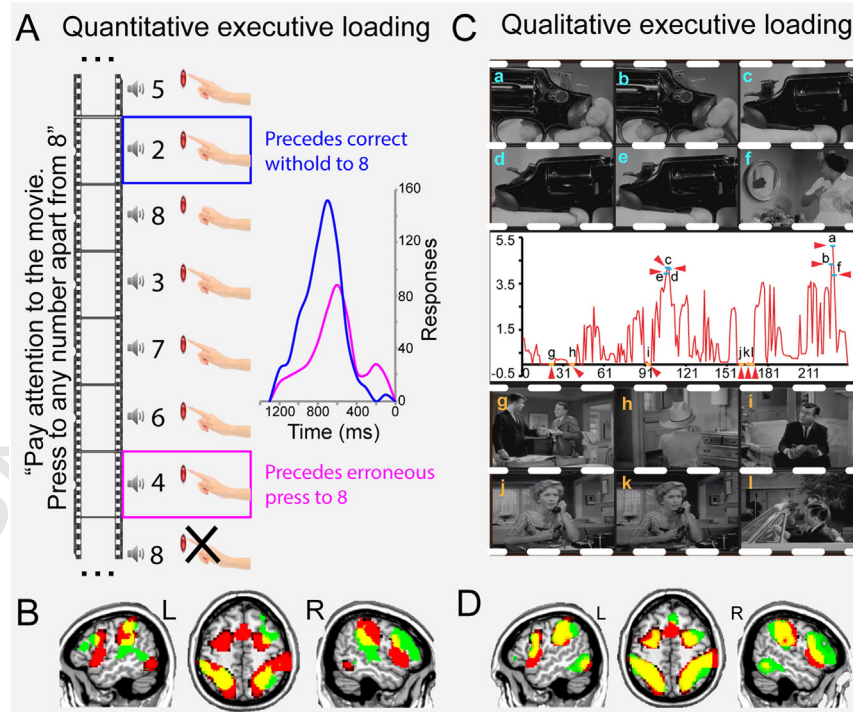 A Quantitative executive loading
"Pay attention to the movie.
Press to any number apart from 8"
...
5
2
8
3
7
6
4
8
...
Precedes correct
withold to 8
Precedes erroneous
press to 8
160
120
80
40
0
Responses
1200 800 400 0
Time (ms)
B L R
C Qualitative executive loading
a b c
d e f
5.5
3.5
1.5
-0.5
a
b f
c
e d
g h i j k l
0 31 61 91 121 151 181 211
g h i
j k l
D L R